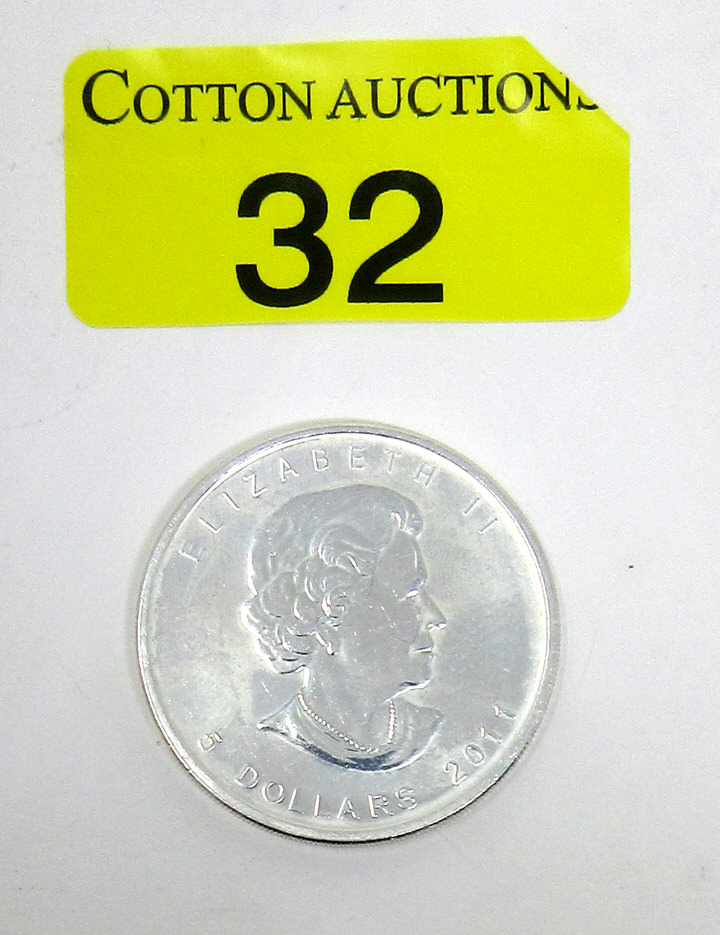 COTTON AUCTIONS
32
ELIZABETH II
5 DOLLARS 2011